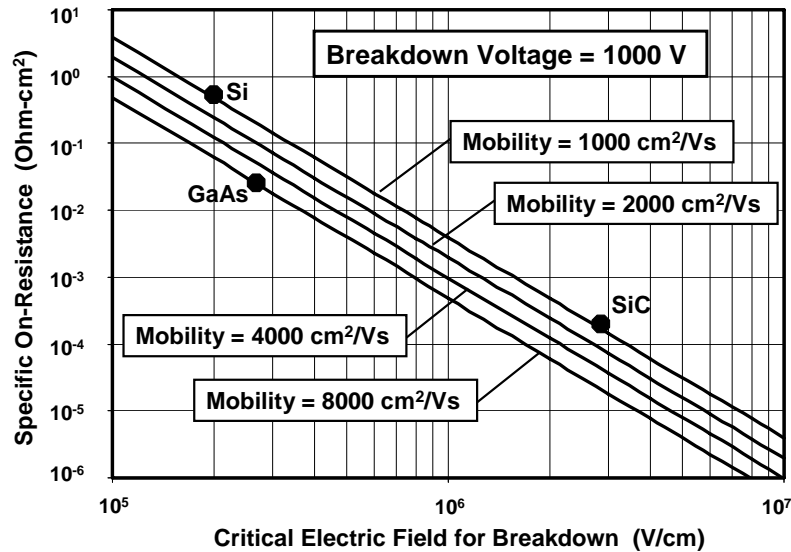 Breakdown Voltage = 1000 V
Specific On-Resistance (Ohm-cm²)
10¹
10⁰
10⁻¹
10⁻²
10⁻³
10⁻⁴
10⁻⁵
10⁻⁶
Si
GaAs
SiC
Mobility = 1000 cm²/Vs
Mobility = 2000 cm²/Vs
Mobility = 4000 cm²/Vs
Mobility = 8000 cm²/Vs
10⁵
10⁶
10⁷
Critical Electric Field for Breakdown (V/cm)